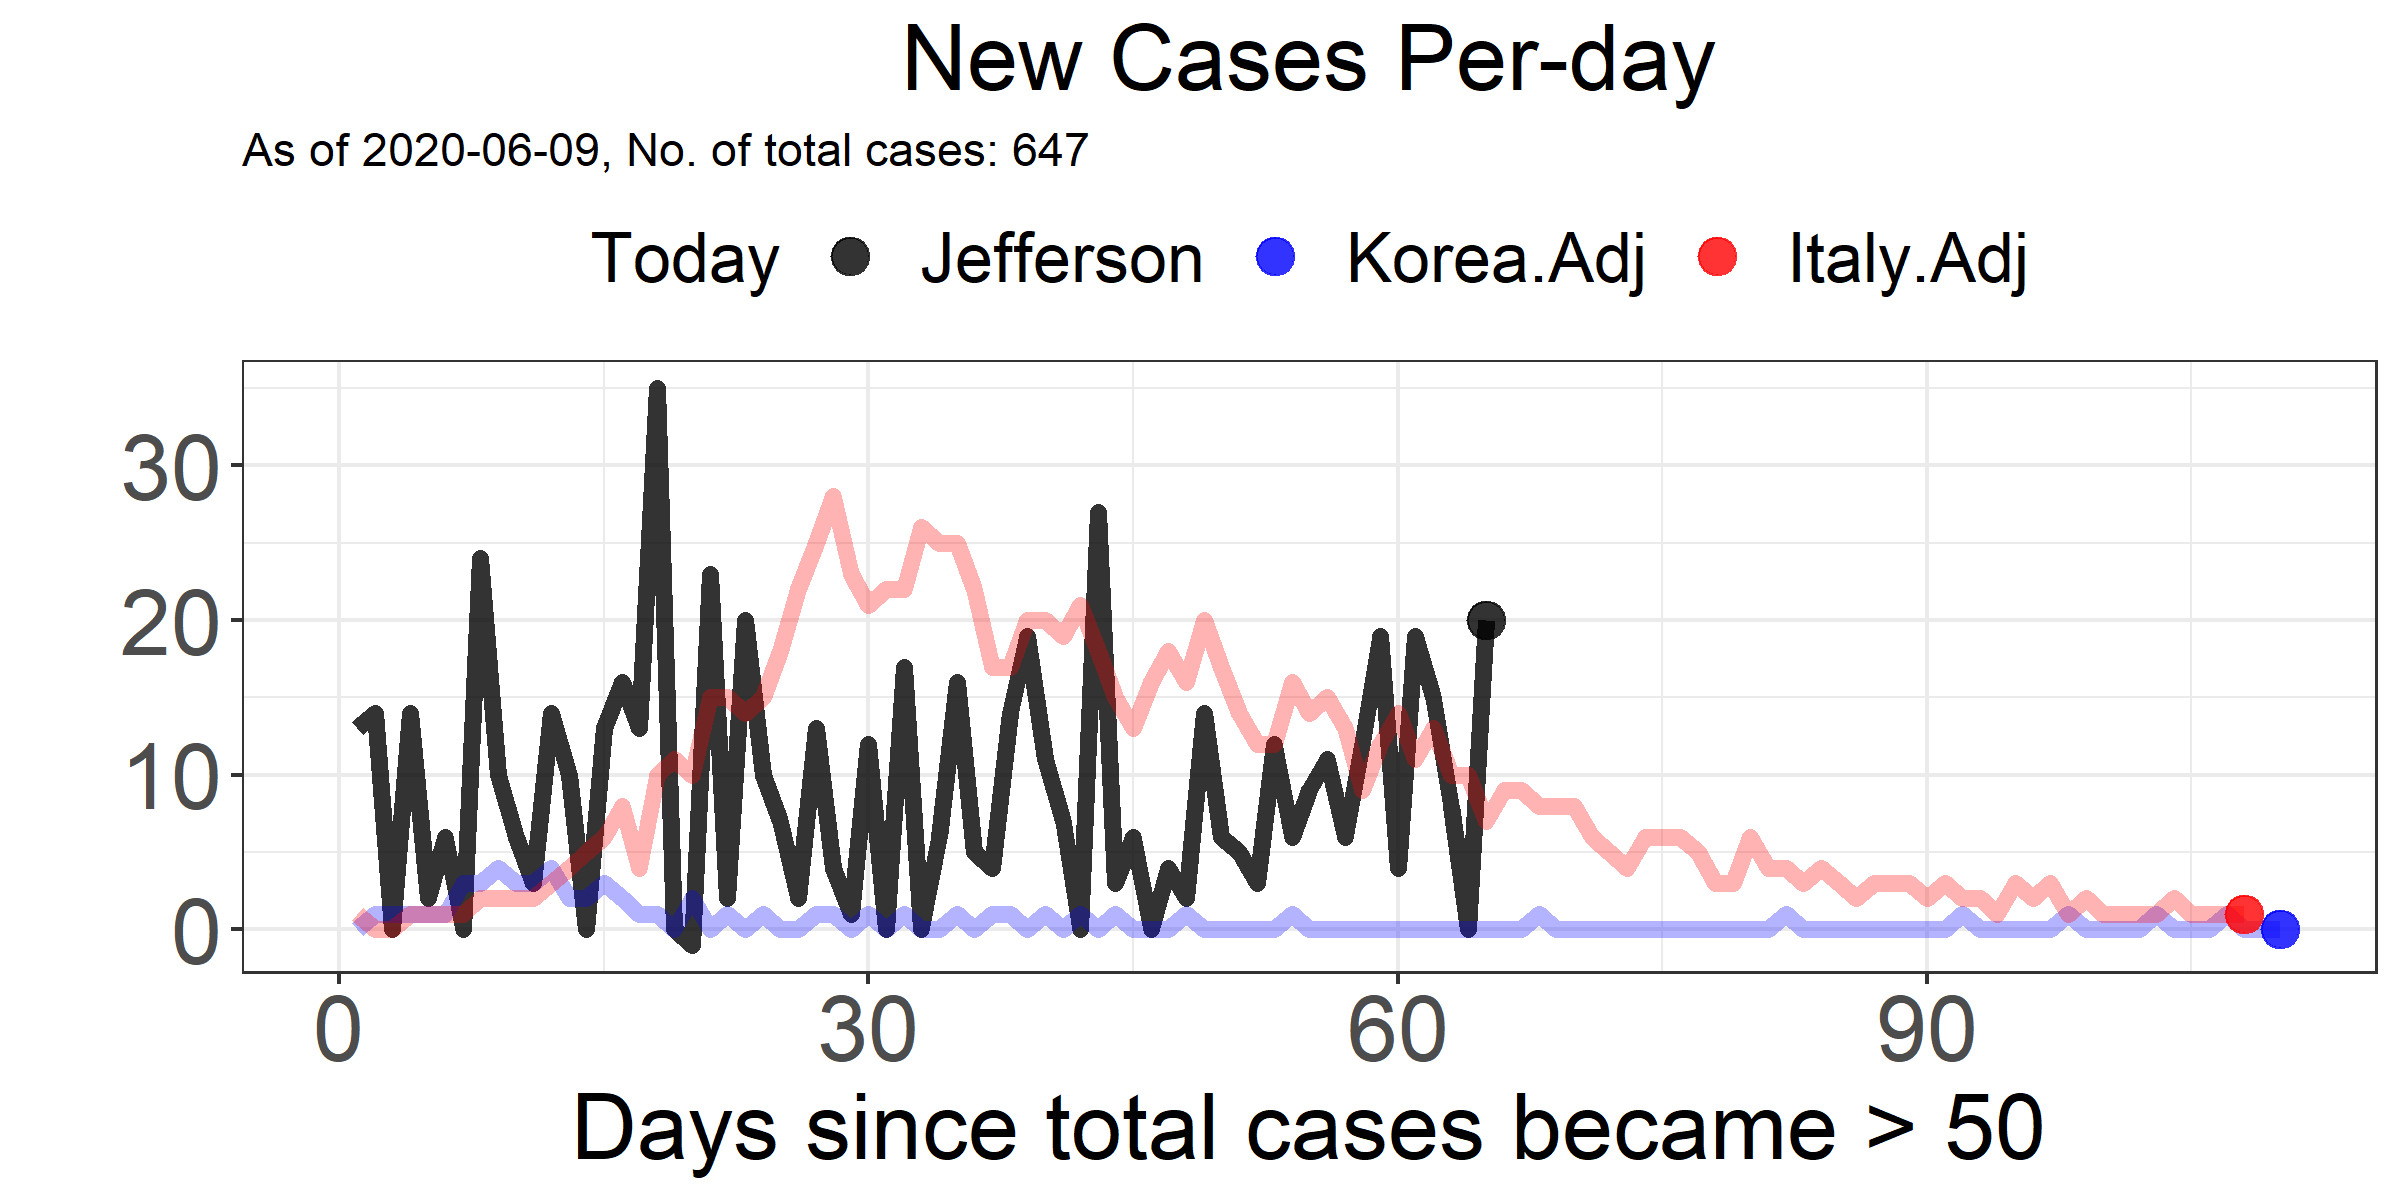 New Cases Per-day
As of 2020-06-09, No. of total cases: 647
Today Jefferson Korea.Adj Italy.Adj
30
20
10
0
0 30 60 90
Days since total cases became > 50